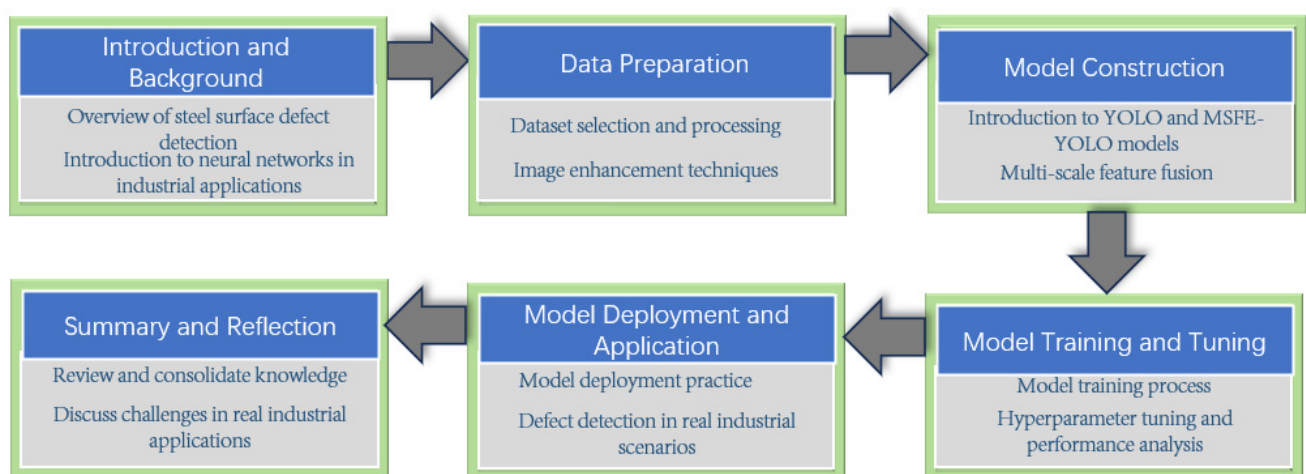 Introduction and
Background
Overview of steel surface defect
detection
Introduction to neural networks in
industrial applications
Data Preparation
Dataset selection and processing
Image enhancement techniques
Model Construction
Introduction to YOLO and MSFE-
YOLO models
Multi-scale feature fusion
Model Training and Tuning
Model training process
Hyperparameter tuning and
performance analysis
Model Deployment and
Application
Model deployment practice
Defect detection in real industrial
scenarios
Summary and Reflection
Review and consolidate knowledge
Discuss challenges in real industrial
applications